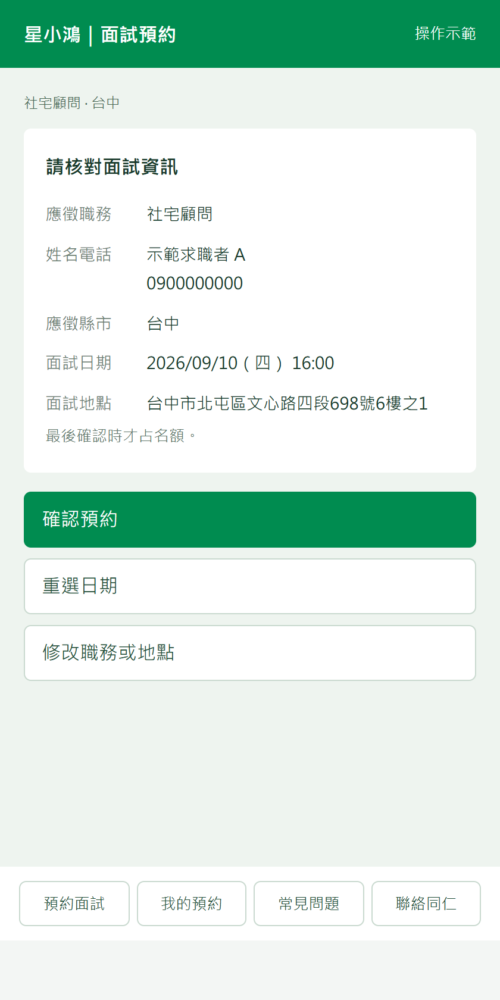 星小鴻｜面試預約
操作示範
社宅顧問 · 台中
請核對面試資訊
應徵職務 社宅顧問
姓名電話 示範求職者 A
0900000000
應徵縣市 台中
面試日期 2026/09/10（四） 16:00
面試地點 台中市北屯區文心路四段698號6樓之1
最後確認時才占名額。
確認預約
重選日期
修改職務或地點
預約面試 我的預約 常見問題 聯絡同仁